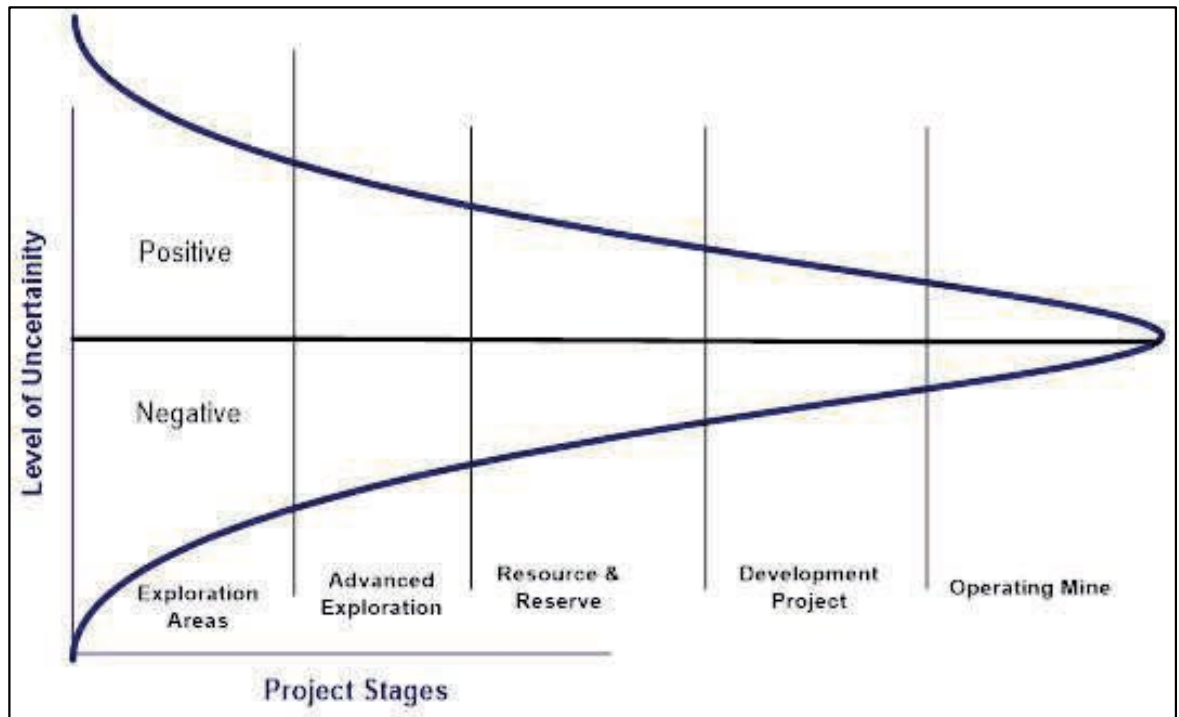 Level of Uncertainity
Positive
Negative
Exploration
Areas
Advanced
Exploration
Resource &
Reserve
Development
Project
Operating Mine
Project Stages